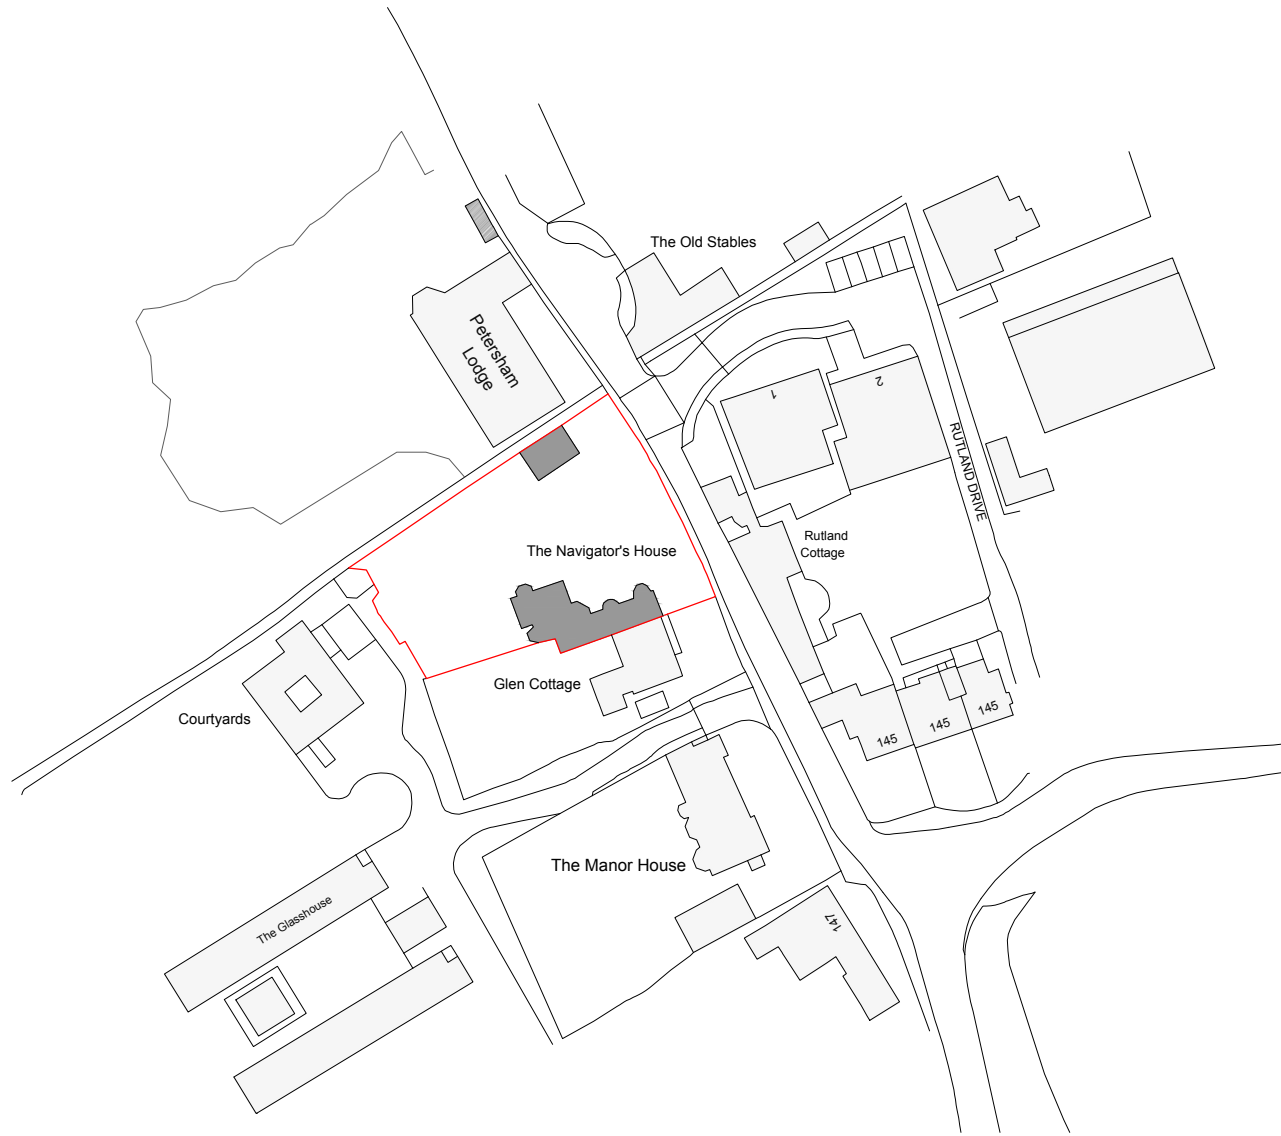 The Old Stables
Petersham
Lodge
1
2
RUTLAND DRIVE
The Navigator's House
Rutland
Cottage
Glen Cottage
Courtyards
145
145
145
The Manor House
The Glasshouse
147